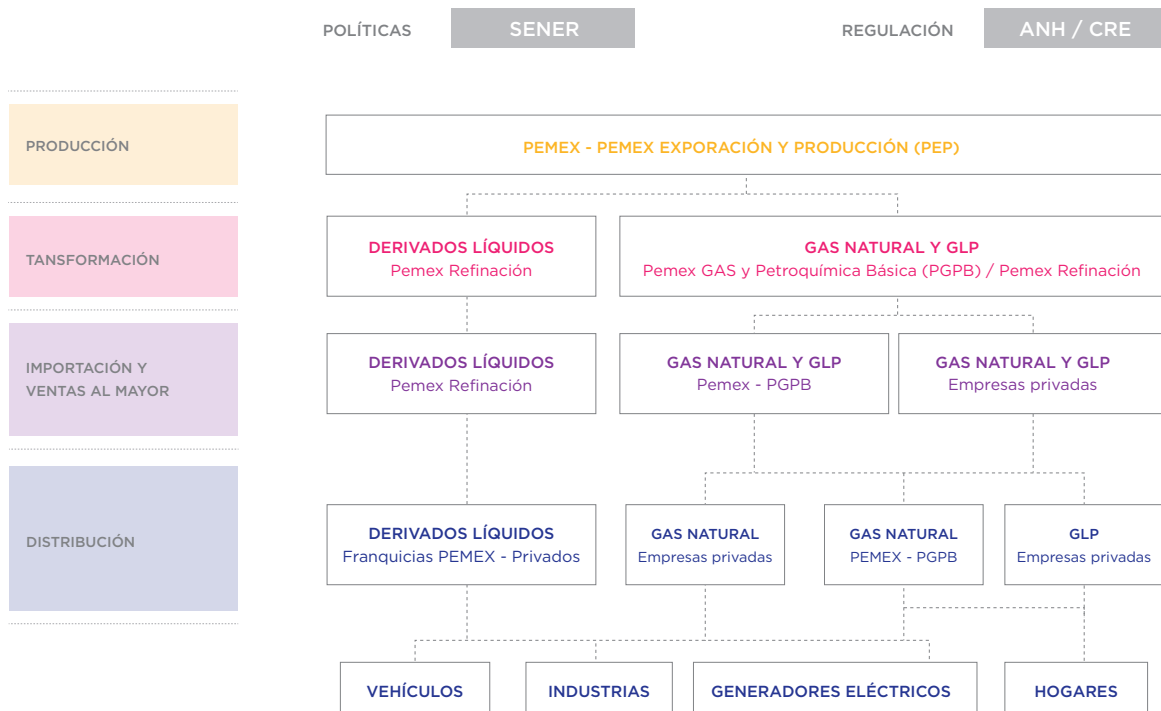 POLÍTICAS
SENER
REGULACIÓN
ANH / CRE
PRODUCCIÓN
PEMEX - PEMEX EXPORACIÓN Y PRODUCCIÓN (PEP)
TANSFORMACIÓN
DERIVADOS LÍQUIDOS
Pemex Refinación
GAS NATURAL Y GLP
Pemex GAS y Petroquímica Básica (PGPB) / Pemex Refinación
IMPORTACIÓN Y
VENTAS AL MAYOR
DERIVADOS LÍQUIDOS
Pemex Refinación
GAS NATURAL Y GLP
Pemex - PGPB
GAS NATURAL Y GLP
Empresas privadas
DISTRIBUCIÓN
DERIVADOS LÍQUIDOS
Franquicias PEMEX - Privados
GAS NATURAL
Empresas privadas
GAS NATURAL
PEMEX - PGPB
GLP
Empresas privadas
VEHÍCULOS
INDUSTRIAS
GENERADORES ELÉCTRICOS
HOGARES